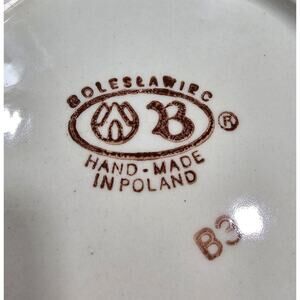 BOLESŁAWIEC
B ®
HAND-MADE
IN POLAND
B3